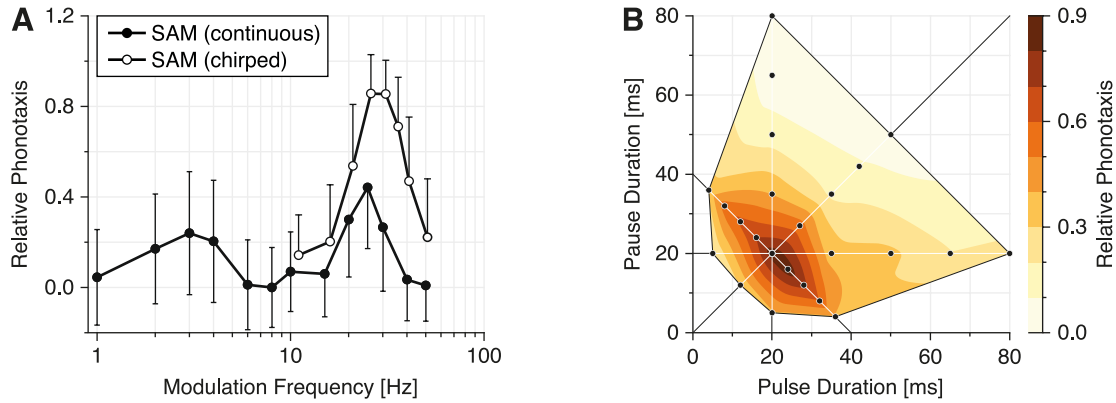 A
SAM (continuous)
SAM (chirped)
Relative Phonotaxis
1.2
0.8
0.4
0.0
1
10
100
Modulation Frequency [Hz]
B
Pause Duration [ms]
80
60
40
20
0
0
20
40
60
80
Pulse Duration [ms]
0.9
0.6
0.3
0.0
Relative Phonotaxis